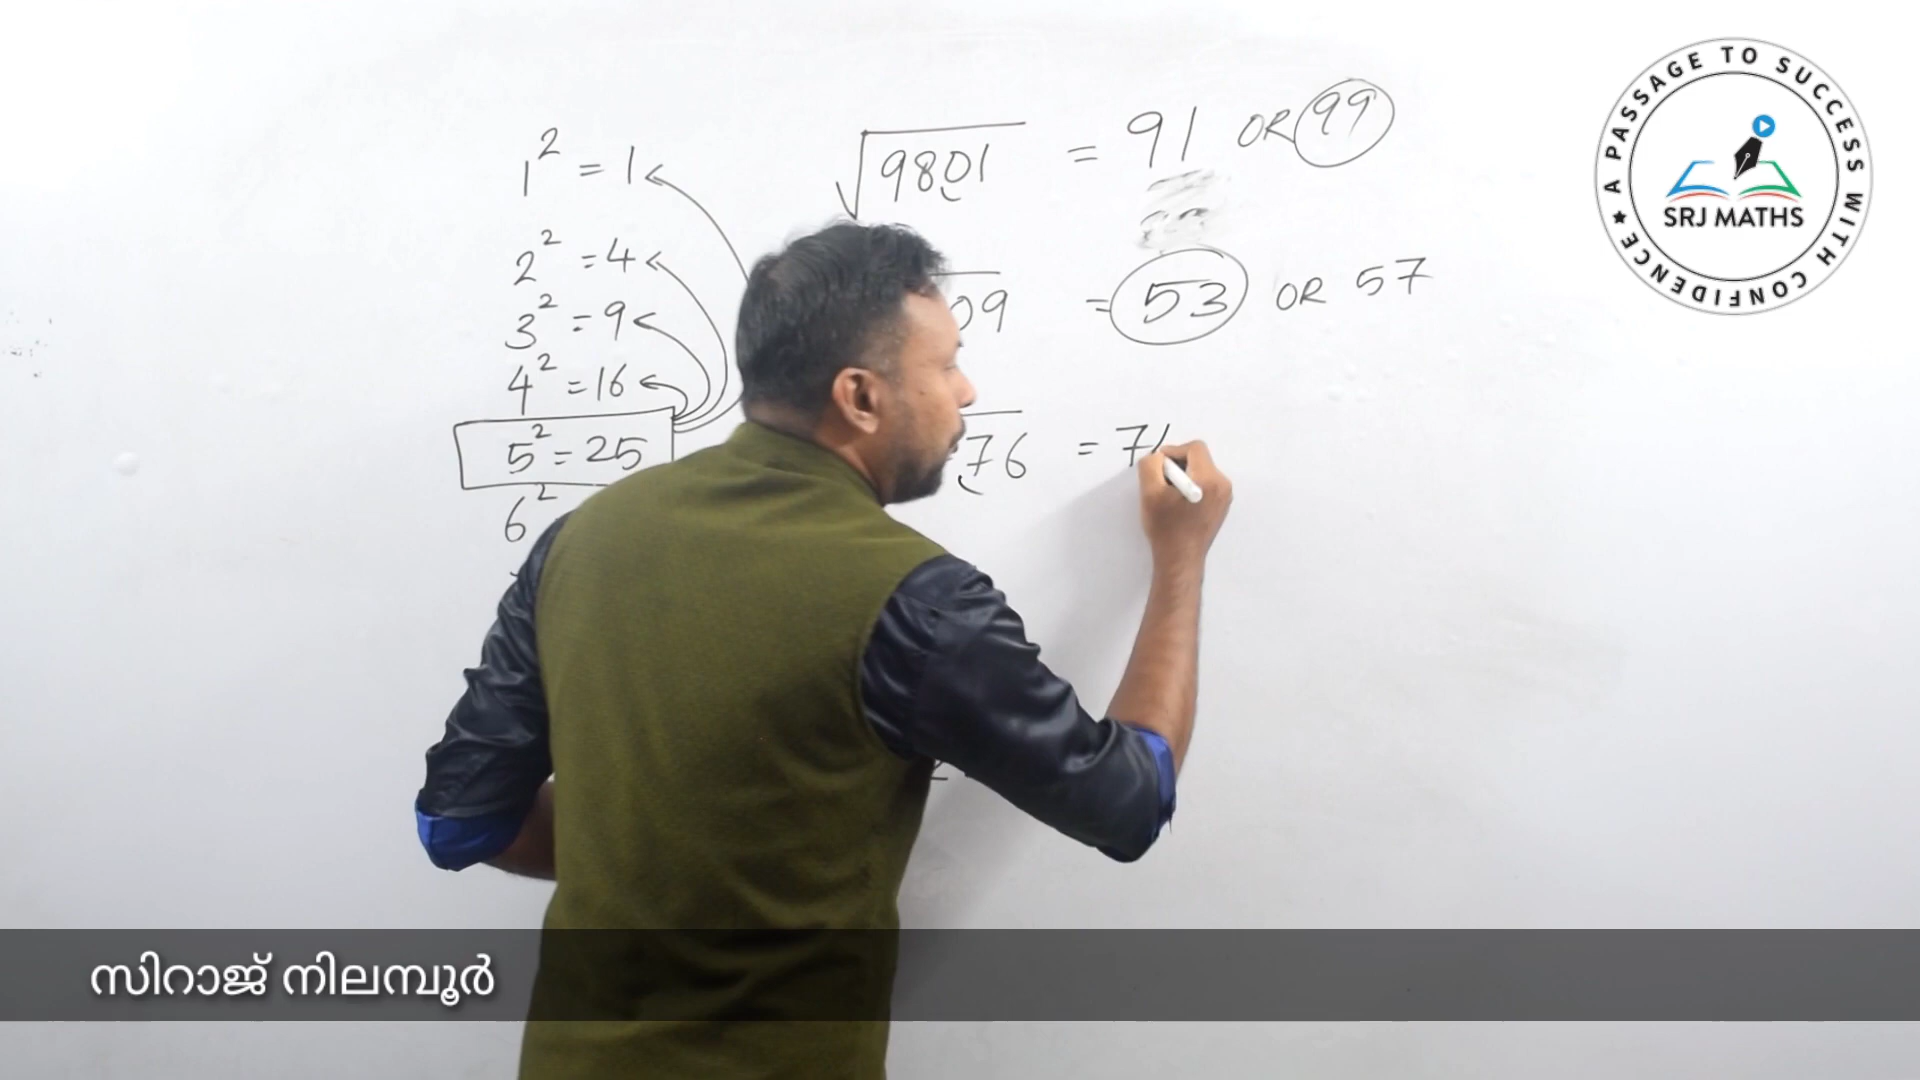 1² = 1
2² = 4
3² = 9
4² = 16
5² = 25
6²
√9801 = 91 OR 99
09 = 53 OR 57
76 = 74
A PASSAGE TO SUCCESS WITH CONFIDENCE
SRJ MATHS
സിറാജ് നിലമ്പൂർ